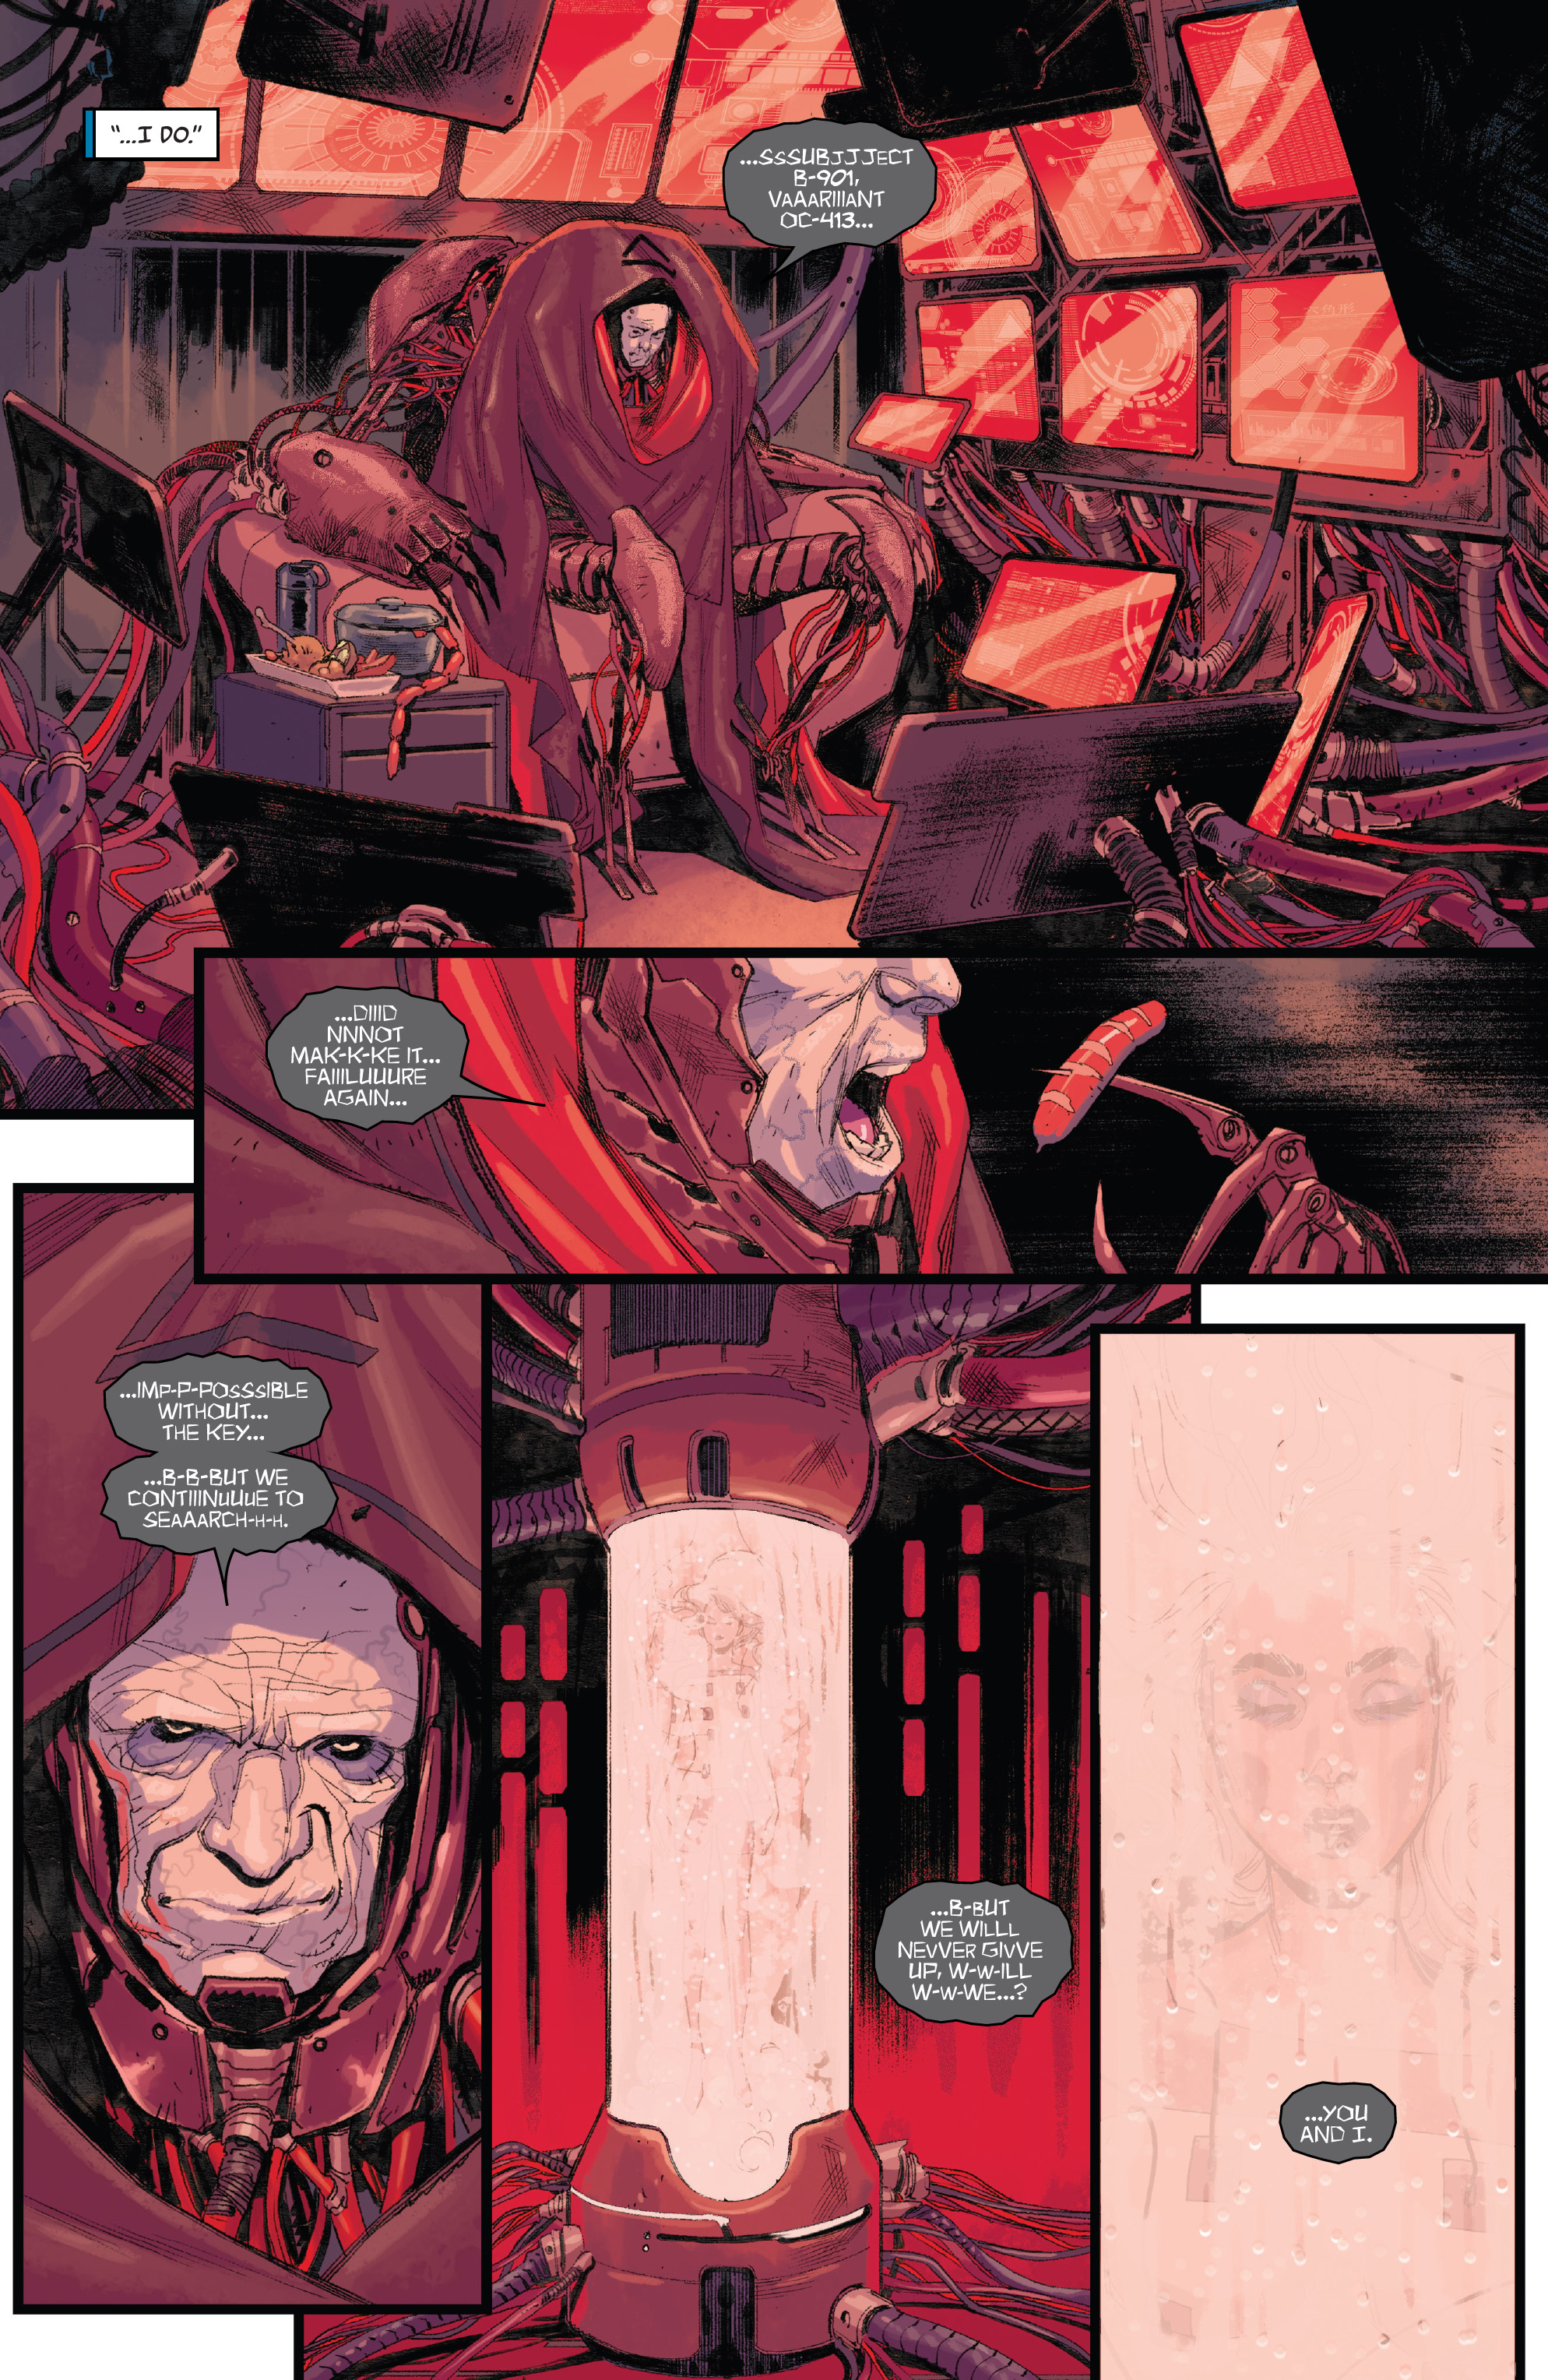 "...I DO."
...SSSUBJJJECT
B-901,
VAAARIIIANT
OC-413...
...DIIID
NNNOT
MAK-K-KE IT...
FAIIILUUURE
AGAIN...
...IMP-P-POSSSIBLE
WITHOUT...
THE KEY...
...B-B-BUT WE
CONTIIINUUUE TO
SEAAARCH-H-H.
...B-BUT
WE WILLL
NEVVER GIVVE
UP, W-W-ILL
W-W-WE...?
...YOU
AND I.